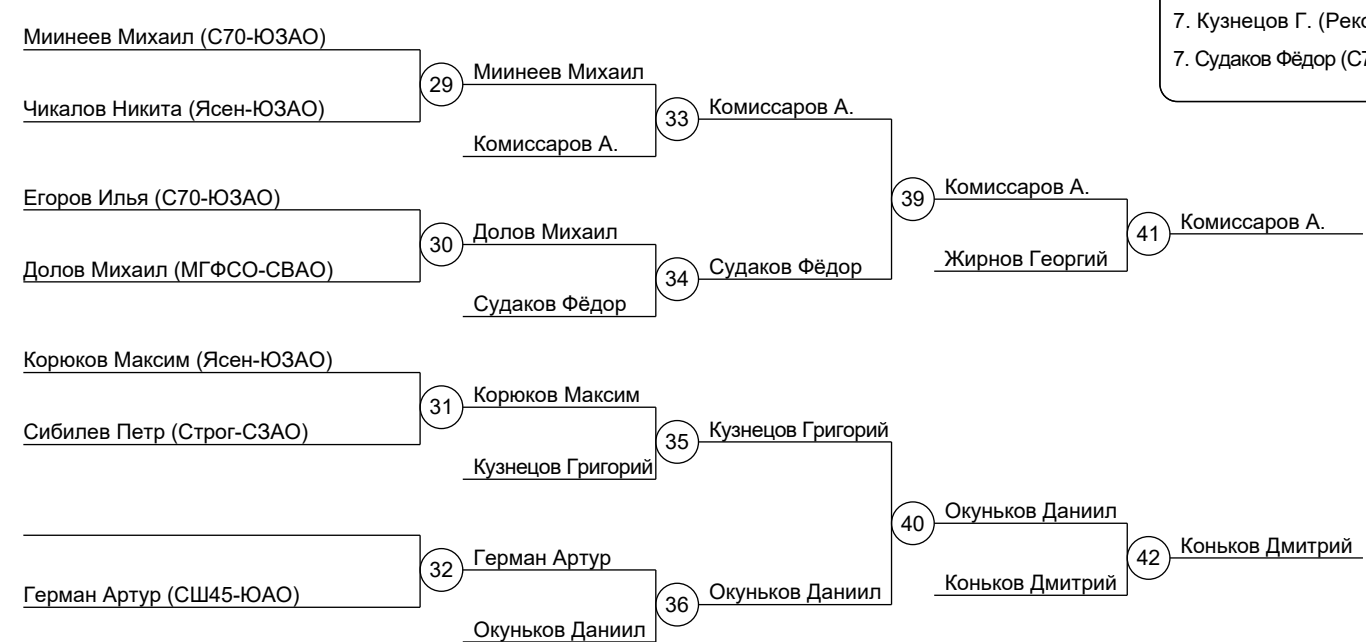 7. Кузнецов Г.
7. Судаков Фёдор
Миинеев Михаил (С70-ЮЗАО)
29
Миинеев Михаил
Чикалов Никита (Ясен-ЮЗАО)
33
Комиссаров А.
Комиссаров А.
Егоров Илья (С70-ЮЗАО)
39
Комиссаров А.
30
Долов Михаил
41
Комиссаров А.
Долов Михаил (МГФСО-СВАО)
34
Судаков Фёдор
Жирнов Георгий
Судаков Фёдор
Корюков Максим (Ясен-ЮЗАО)
31
Корюков Максим
Сибилев Петр (Строг-СЗАО)
35
Кузнецов Григорий
Кузнецов Григорий
40
Окуньков Даниил
32
Герман Артур
42
Коньков Дмитрий
Герман Артур (СШ45-ЮАО)
36
Окуньков Даниил
Коньков Дмитрий
Окуньков Даниил